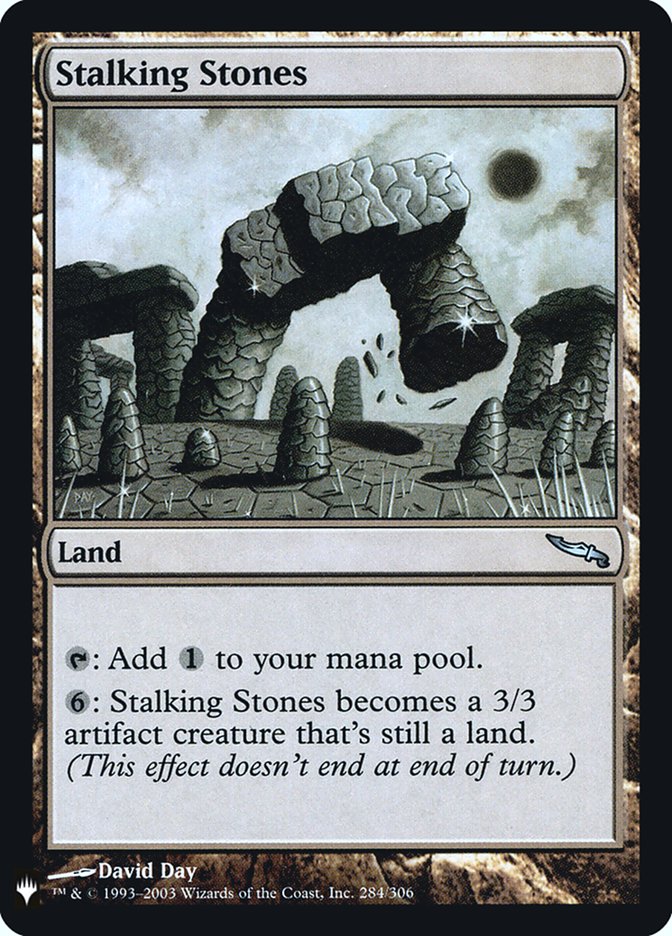 Stalking Stones
DAY
Land
: Add 1 to your mana pool.
6: Stalking Stones becomes a 3/3
artifact creature that's still a land.
(This effect doesn't end at end of turn.)
David Day
™ & © 1993–2003 Wizards of the Coast, Inc. 284/306